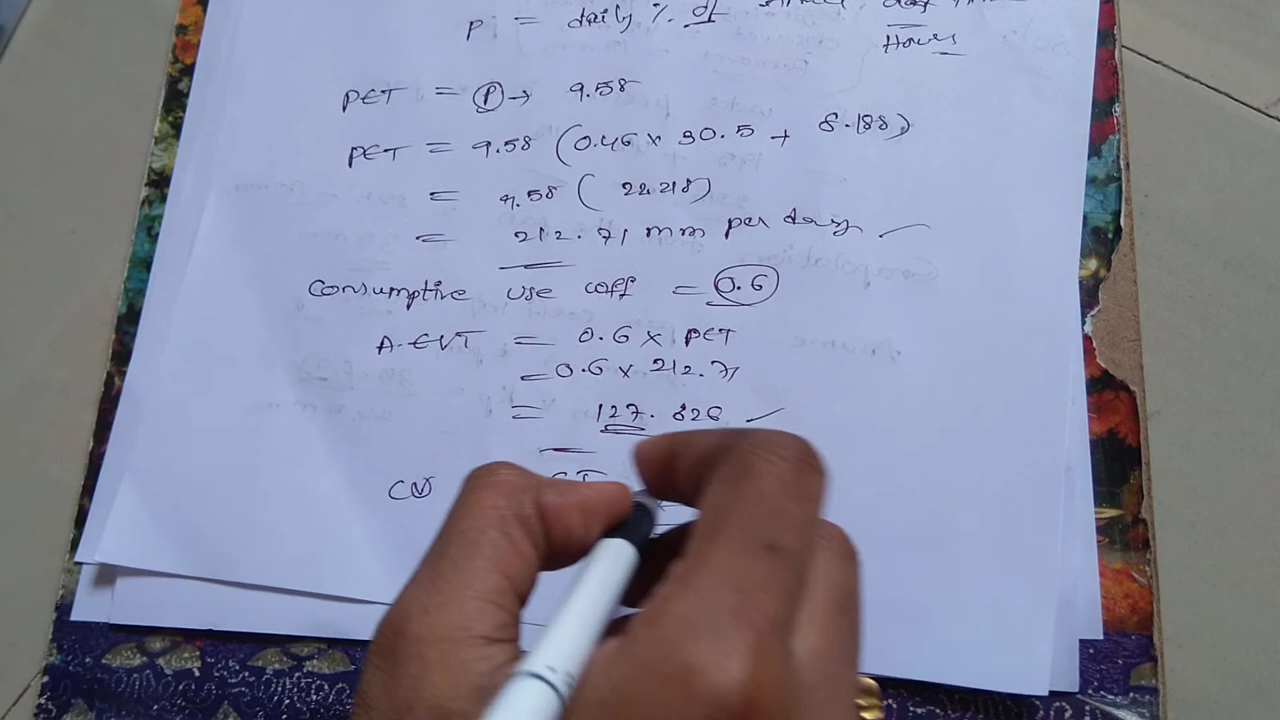 P = daily % of day
Hours
PET = P → 9.58
PET = 9.58 (0.46 x 30.5 + 8.188)
= 9.58 ( 22.218)
= 212.71 mm per day
Consumptive use coff = 0.6
A.EVT = 0.6 x PET
= 0.6 x 212.71
= 127.626
CU